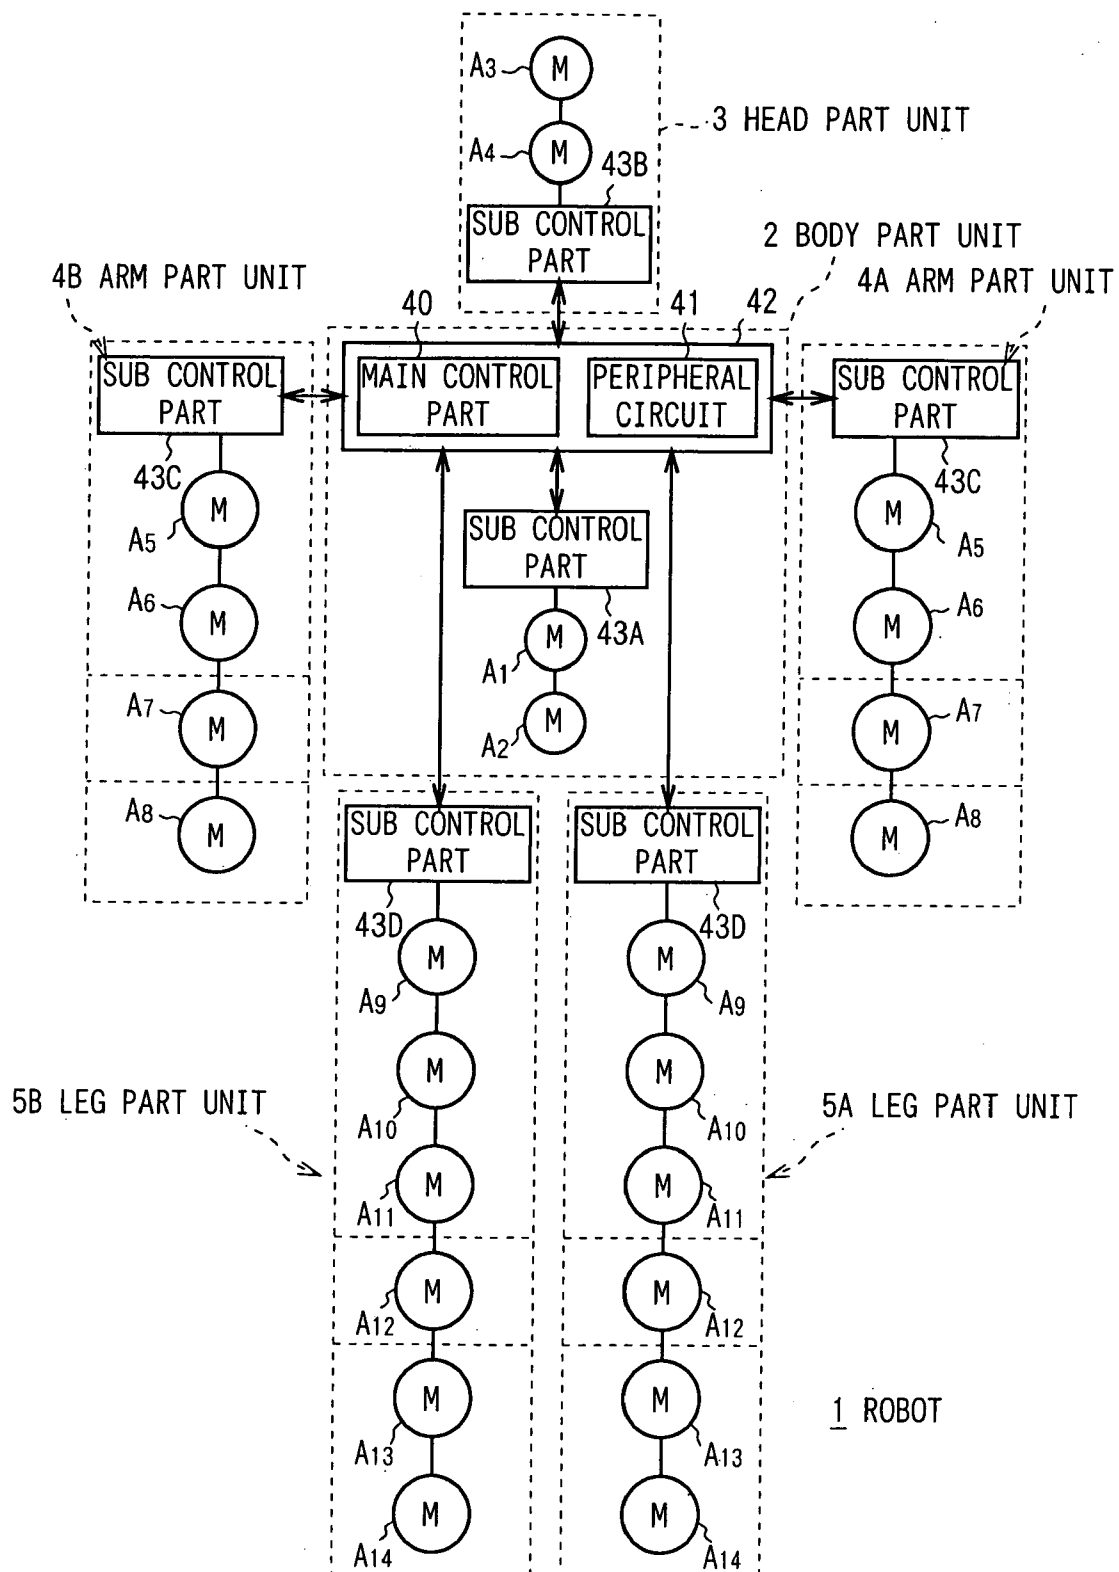 A3
M
3 HEAD PART UNIT
A4
M
43B
SUB CONTROL
PART
2 BODY PART UNIT
4B ARM PART UNIT
4A ARM PART UNIT
40
41
42
SUB CONTROL
PART
MAIN CONTROL
PART
PERIPHERAL
CIRCUIT
SUB CONTROL
PART
43C
43C
A5
M
SUB CONTROL
PART
M
A5
A6
M
43A
M
A6
A1
M
A7
M
A2
M
M
A7
A8
M
M
A8
SUB CONTROL
PART
SUB CONTROL
PART
43D
43D
M
A9
M
A9
5B LEG PART UNIT
5A LEG PART UNIT
M
A10
M
A10
M
A11
M
A11
M
A12
M
A12
M
A13
M
A13
1 ROBOT
M
A14
M
A14